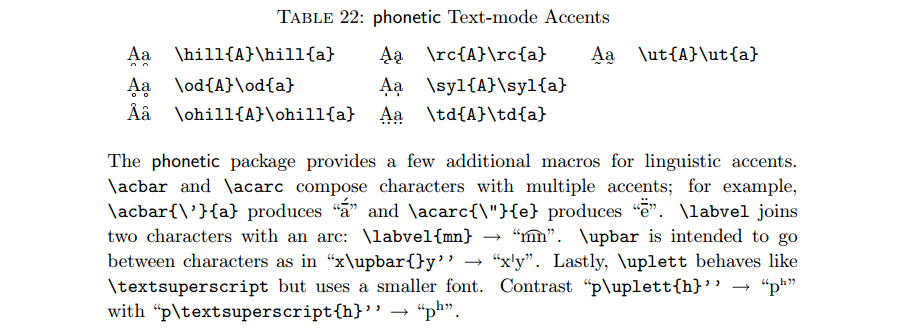 TABLE 22: phonetic Text-mode Accents
A̯a̯ \hill{A}\hill{a} Ąą \rc{A}\rc{a} A̰a̰ \ut{A}\ut{a}
ḀḀ \od{A}\od{a} A̩a̩ \syl{A}\syl{a}
Å̂å̂ \ohill{A}\ohill{a} A̤a̤ \td{A}\td{a}
The phonetic package provides a few additional macros for linguistic accents.
\acbar and \acarc compose characters with multiple accents; for example,
\acbar{\'}{a} produces “ā́” and \acarc{\"}{e} produces “ē̈”. \labvel joins
two characters with an arc: \labvel{mn} → “m͡n”. \upbar is intended to go
between characters as in “x\upbar{}y’’ → “xˈy”. Lastly, \uplett behaves like
\textsuperscript but uses a smaller font. Contrast “p\uplett{h}’’ → “pʰ”
with “p\textsuperscript{h}’’ → “pʰ”.